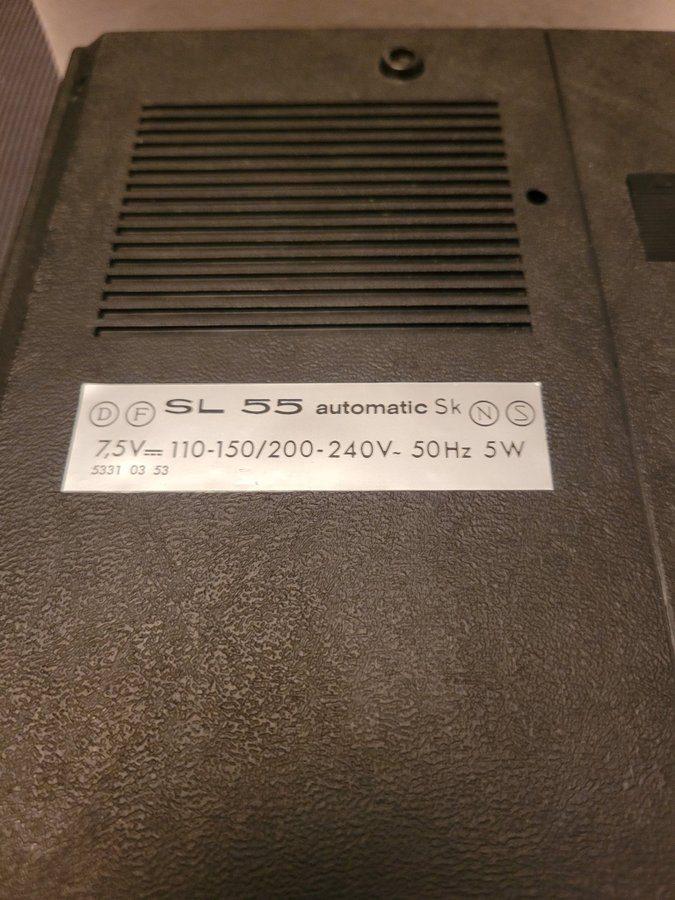 D F SL 55 automatic Sk N S
7,5V⎓ 110-150/200-240V~ 50Hz 5W
5331 03 53